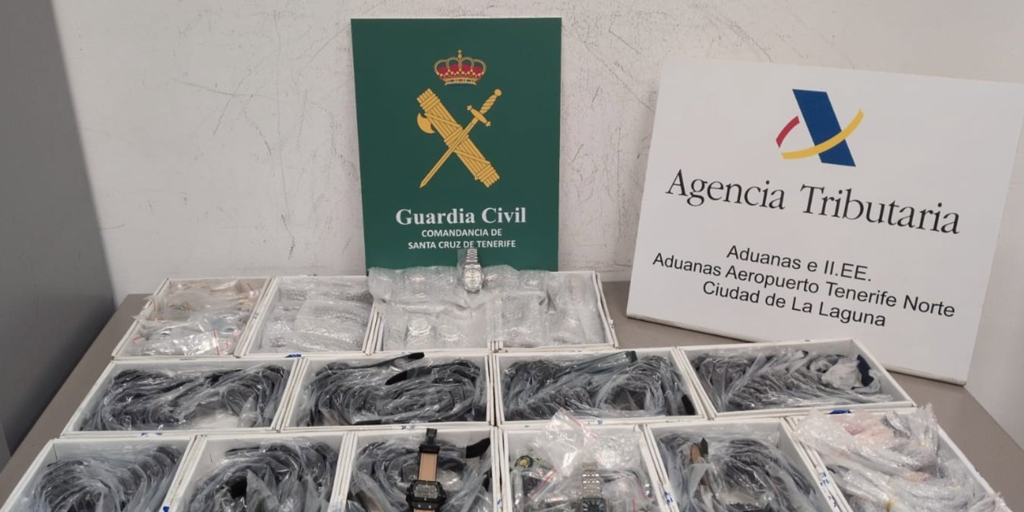 Guardia Civil
COMANDANCIA DE
SANTA CRUZ DE TENERIFE
Agencia Tributaria
Aduanas e II.EE.
Aduanas Aeropuerto Tenerife Norte
Ciudad de La Laguna